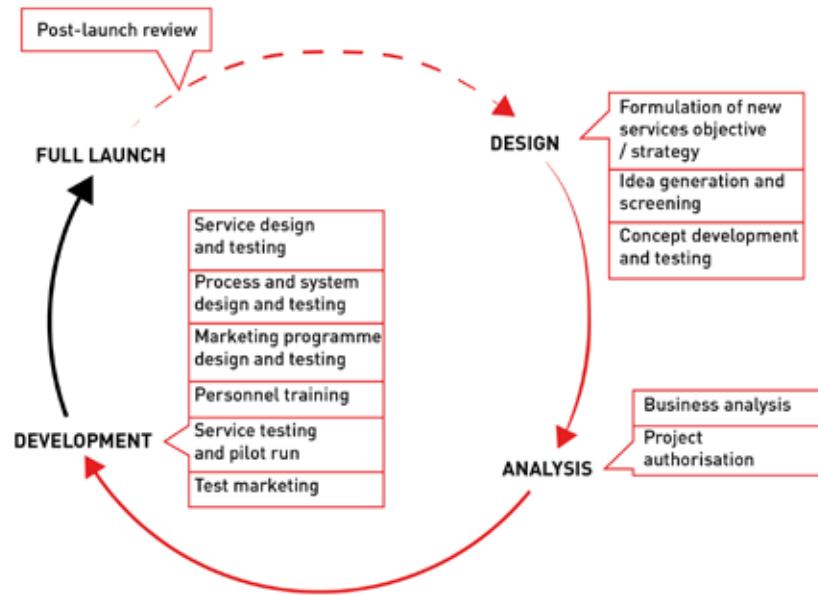 Post-launch review
FULL LAUNCH
DESIGN
Formulation of new
services objective
/ strategy
Idea generation and
screening
Concept development
and testing
Service design
and testing
Process and system
design and testing
Marketing programme
design and testing
Personnel training
Service testing
and pilot run
Test marketing
DEVELOPMENT
ANALYSIS
Business analysis
Project
authorisation